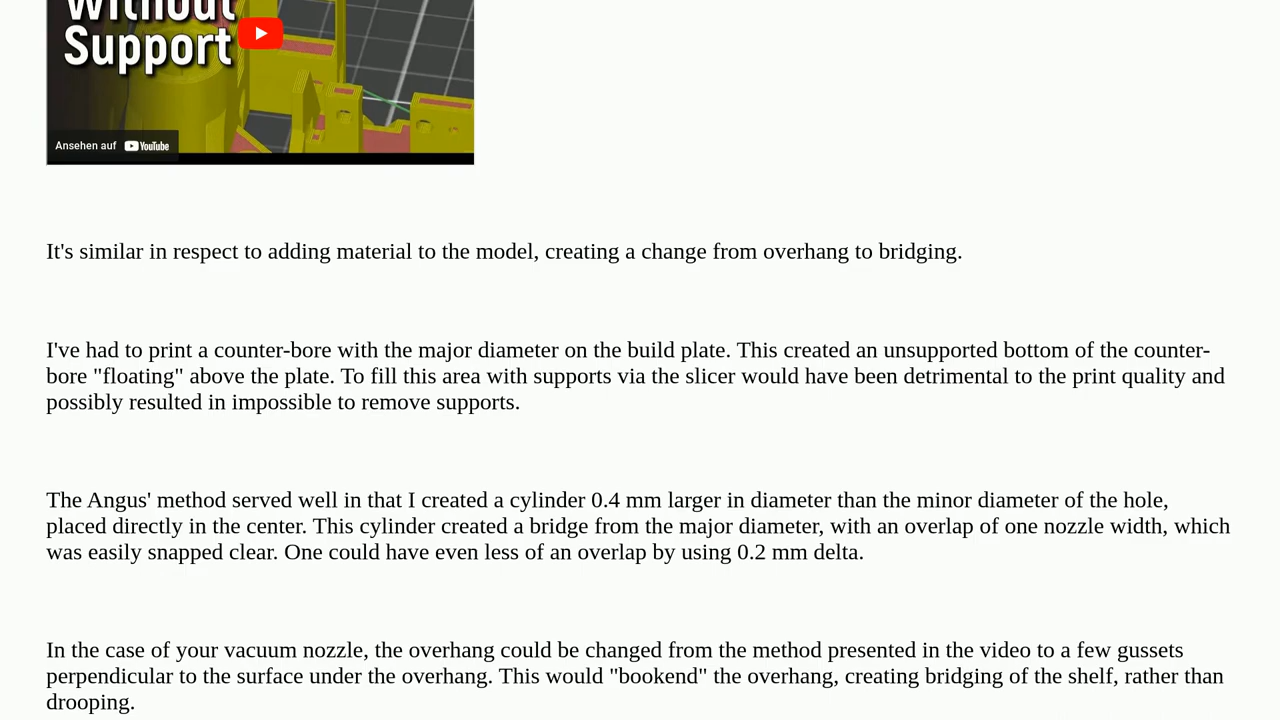 Without
Support
Ansehen auf YouTube
It's similar in respect to adding material to the model, creating a change from overhang to bridging.
I've had to print a counter-bore with the major diameter on the build plate. This created an unsupported bottom of the counter-
bore "floating" above the plate. To fill this area with supports via the slicer would have been detrimental to the print quality and
possibly resulted in impossible to remove supports.
The Angus' method served well in that I created a cylinder 0.4 mm larger in diameter than the minor diameter of the hole,
placed directly in the center. This cylinder created a bridge from the major diameter, with an overlap of one nozzle width, which
was easily snapped clear. One could have even less of an overlap by using 0.2 mm delta.
In the case of your vacuum nozzle, the overhang could be changed from the method presented in the video to a few gussets
perpendicular to the surface under the overhang. This would "bookend" the overhang, creating bridging of the shelf, rather than
drooping.